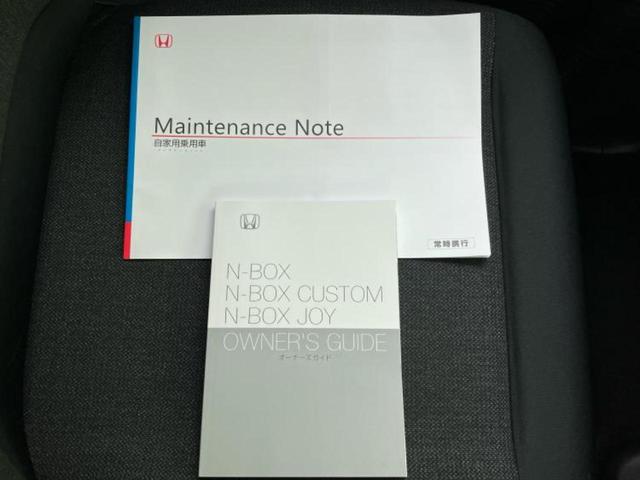 Maintenance Note
自家用乗用車
常時携行
N-BOX
N-BOX CUSTOM
N-BOX JOY
OWNER'S GUIDE
オーナーズガイド